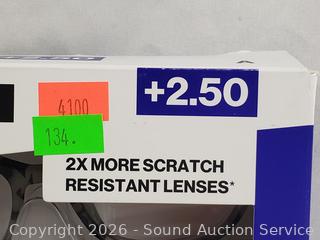 +2.50
4100
134.
2X MORE SCRATCH
RESISTANT LENSES*
Copyright 2026 - Sound Auction Service